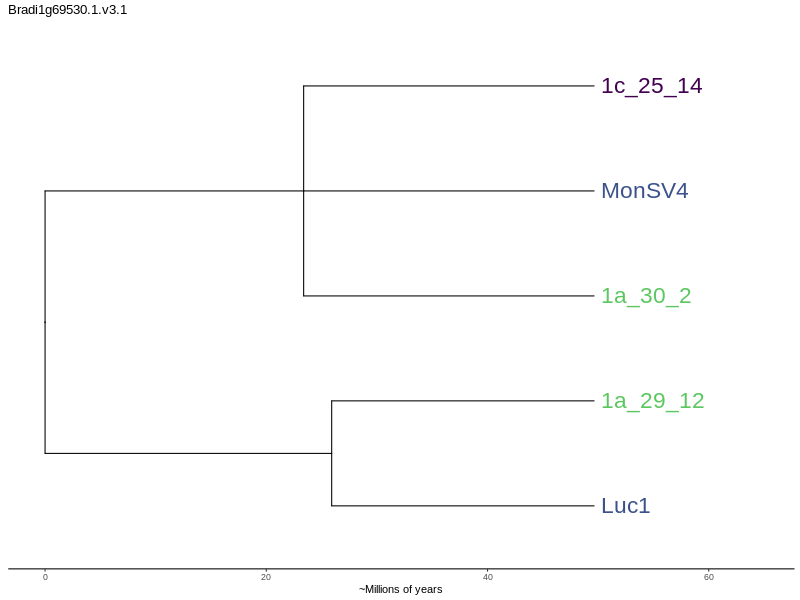 Bradi1g69530.1.v3.1
1c_25_14
MonSV4
1a_30_2
1a_29_12
Luc1
0 20 40 60
~Millions of years